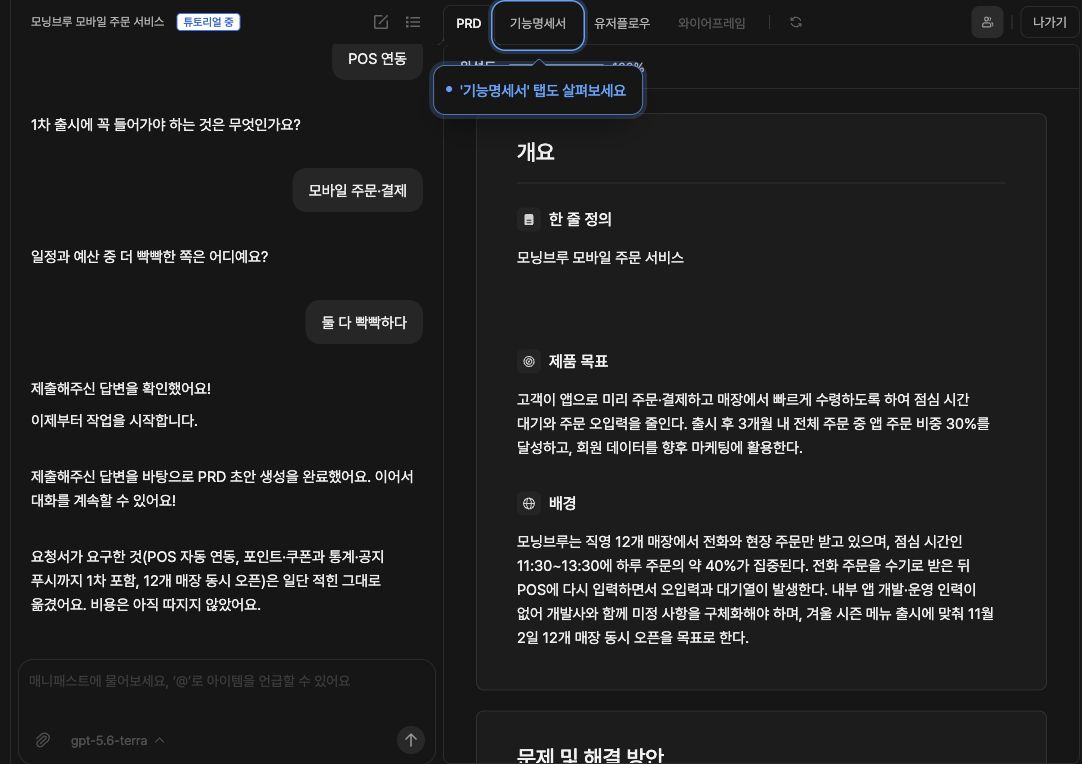 모닝브루 모바일 주문 서비스
튜토리얼 중
POS 연동
1차 출시에 꼭 들어가야 하는 것은 무엇인가요?
모바일 주문·결제
일정과 예산 중 더 빡빡한 쪽은 어디예요?
둘 다 빡빡하다
제출해주신 답변을 확인했어요!
이제부터 작업을 시작합니다.
제출해주신 답변을 바탕으로 PRD 초안 생성을 완료했어요. 이어서
대화를 계속할 수 있어요!
요청서가 요구한 것(POS 자동 연동, 포인트·쿠폰과 통계·공지
푸시까지 1차 포함, 12개 매장 동시 오픈)은 일단 적힌 그대로
옮겼어요. 비용은 아직 따지지 않았어요.
매니패스트에 물어보세요, ‘@’로 아이템을 언급할 수 있어요
gpt-5.6-terra
PRD
기능명세서
유저플로우
와이어프레임
나가기
'기능명세서' 탭도 살펴보세요
개요
한 줄 정의
모닝브루 모바일 주문 서비스
제품 목표
고객이 앱으로 미리 주문·결제하고 매장에서 빠르게 수령하도록 하여 점심 시간
대기와 주문 오입력을 줄인다. 출시 후 3개월 내 전체 주문 중 앱 주문 비중 30%를
달성하고, 회원 데이터를 향후 마케팅에 활용한다.
배경
모닝브루는 직영 12개 매장에서 전화와 현장 주문만 받고 있으며, 점심 시간인
11:30~13:30에 하루 주문의 약 40%가 집중된다. 전화 주문을 수기로 받은 뒤
POS에 다시 입력하면서 오입력과 대기열이 발생한다. 내부 앱 개발·운영 인력이
없어 개발사와 함께 미정 사항을 구체화해야 하며, 겨울 시즌 메뉴 출시에 맞춰 11월
2일 12개 매장 동시 오픈을 목표로 한다.
문제 및 해결 방안